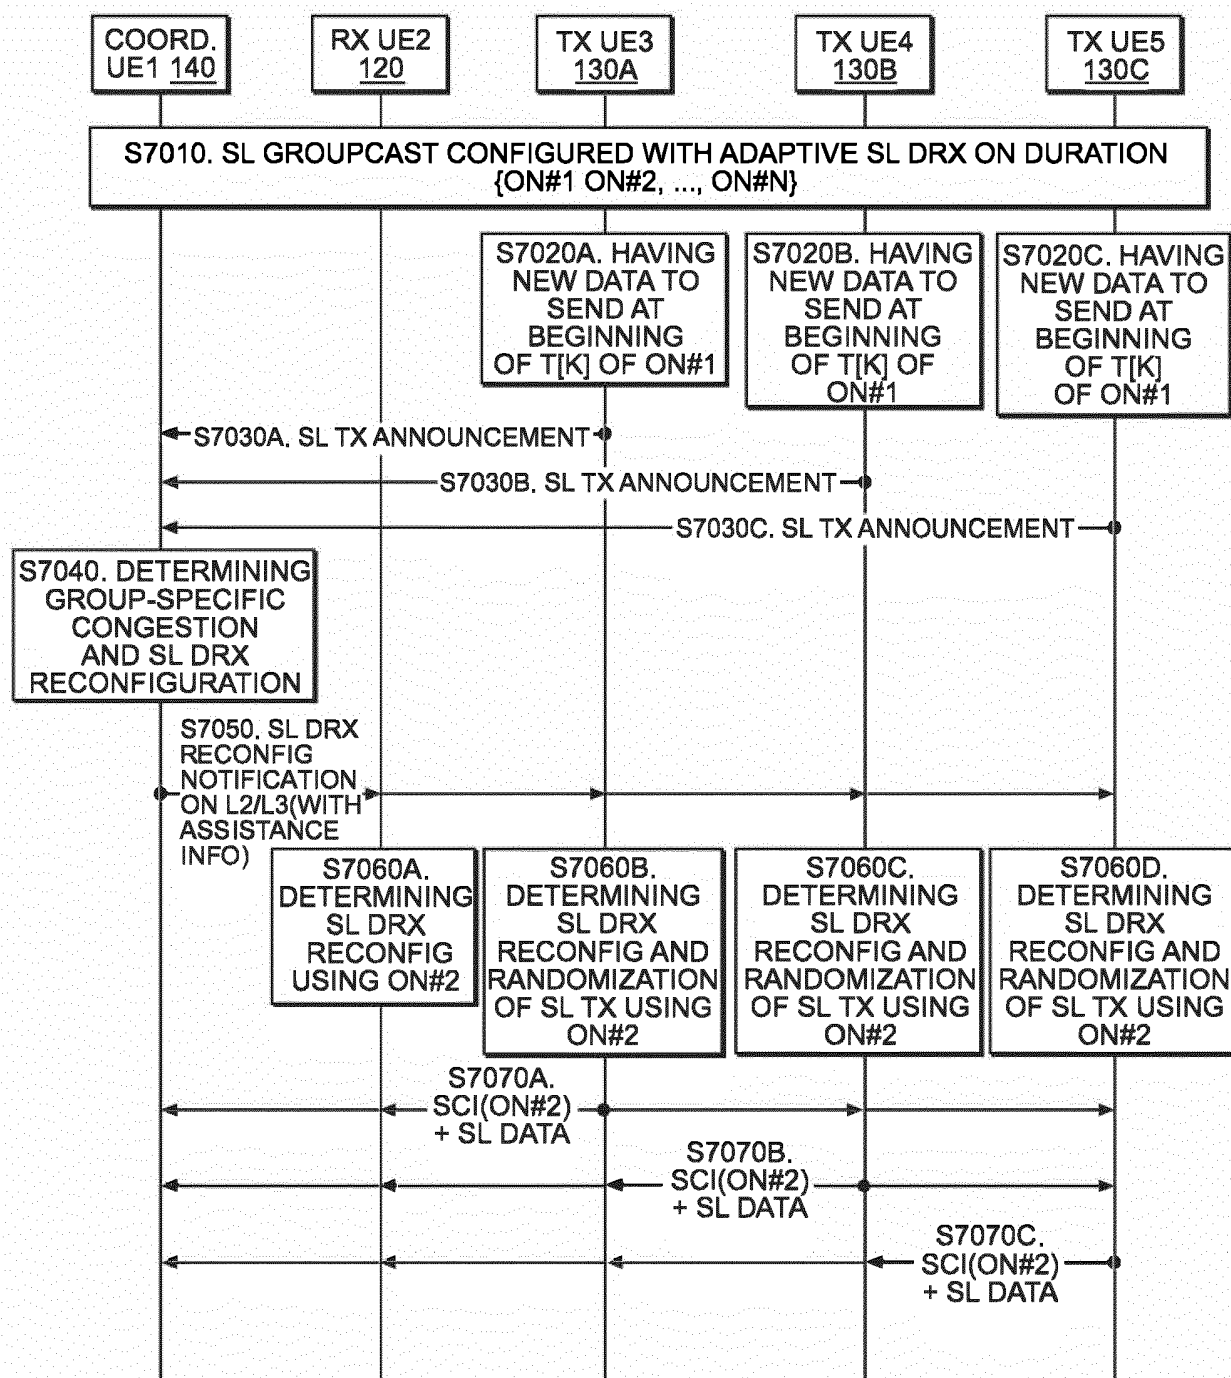 COORD.
UE1 140
RX UE2
120
TX UE3
130A
TX UE4
130B
TX UE5
130C
S7010. SL GROUPCAST CONFIGURED WITH ADAPTIVE SL DRX ON DURATION
{ON#1 ON#2, ..., ON#N}
S7020A. HAVING
NEW DATA TO
SEND AT
BEGINNING
OF T[K] OF ON#1
S7020B. HAVING
NEW DATA TO
SEND AT
BEGINNING
OF T[K] OF
ON#1
S7020C. HAVING
NEW DATA TO
SEND AT
BEGINNING
OF T[K]
OF ON#1
S7030A. SL TX ANNOUNCEMENT
S7030B. SL TX ANNOUNCEMENT
S7030C. SL TX ANNOUNCEMENT
S7040. DETERMINING
GROUP-SPECIFIC
CONGESTION
AND SL DRX
RECONFIGURATION
S7050. SL DRX
RECONFIG
NOTIFICATION
ON L2/L3(WITH
ASSISTANCE
INFO)
S7060A.
DETERMINING
SL DRX
RECONFIG
USING ON#2
S7060B.
DETERMINING
SL DRX
RECONFIG AND
RANDOMIZATION
OF SL TX USING
ON#2
S7060C.
DETERMINING
SL DRX
RECONFIG AND
RANDOMIZATION
OF SL TX USING
ON#2
S7060D.
DETERMINING
SL DRX
RECONFIG AND
RANDOMIZATION
OF SL TX USING
ON#2
S7070A.
SCI(ON#2)
+ SL DATA
S7070B.
SCI(ON#2)
+ SL DATA
S7070C.
SCI(ON#2)
+ SL DATA